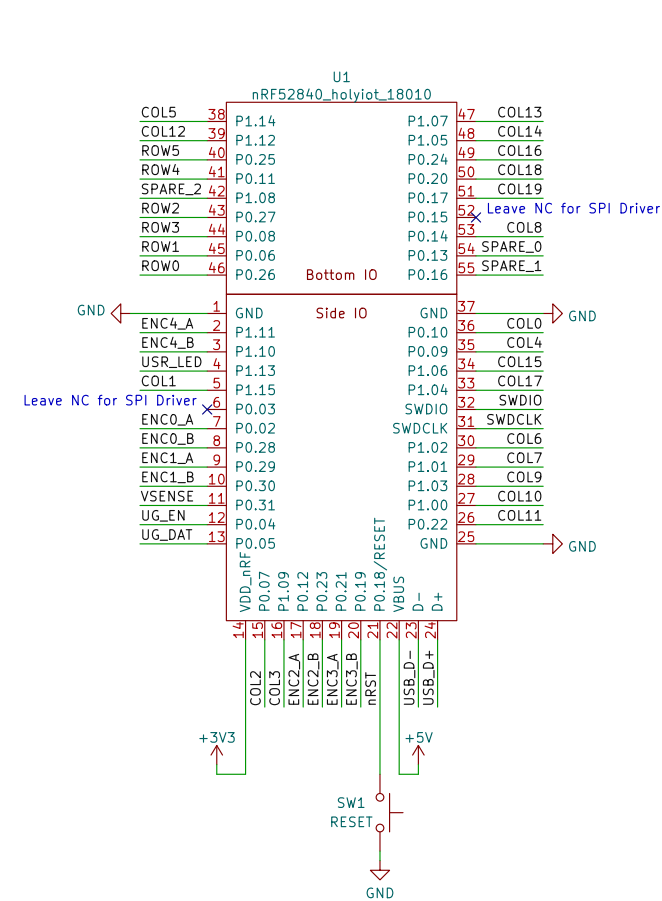 U1
nRF52840_holyiot_18010
COL5 38 P1.14 P1.07 47 COL13
COL12 39 P1.12 P1.05 48 COL14
ROW5 40 P0.25 P0.24 49 COL16
ROW4 41 P0.11 P0.20 50 COL18
SPARE_2 42 P1.08 P0.17 51 COL19
ROW2 43 P0.27 P0.15 52 Leave NC for SPI Driver
ROW3 44 P0.08 P0.14 53 COL8
ROW1 45 P0.06 P0.13 54 SPARE_0
ROW0 46 P0.26 Bottom IO P0.16 55 SPARE_1
GND 1 GND Side IO GND 37 GND
ENC4_A 2 P1.11 P0.10 36 COL0
ENC4_B 3 P1.10 P0.09 35 COL4
USR_LED 4 P1.13 P1.06 34 COL15
COL1 5 P1.15 P1.04 33 COL17
Leave NC for SPI Driver 6 P0.03 SWDIO 32 SWDIO
ENC0_A 7 P0.02 SWDCLK 31 SWDCLK
ENC0_B 8 P0.28 P1.02 30 COL6
ENC1_A 9 P0.29 P1.01 29 COL7
ENC1_B 10 P0.30 P1.03 28 COL9
VSENSE 11 P0.31 P1.00 27 COL10
UG_EN 12 P0.04 P0.22 26 COL11
UG_DAT 13 P0.05 GND 25 GND
VDD_nRF P0.07 P1.09 P0.12 P0.23 P0.21 P0.19 P0.18/RESET VBUS D- D+
14 15 16 17 18 19 20 21 22 23 24
COL2 COL3 ENC2_A ENC2_B ENC3_A ENC3_B nRST USB_D- USB_D+
+3V3 +5V
SW1
RESET
GND